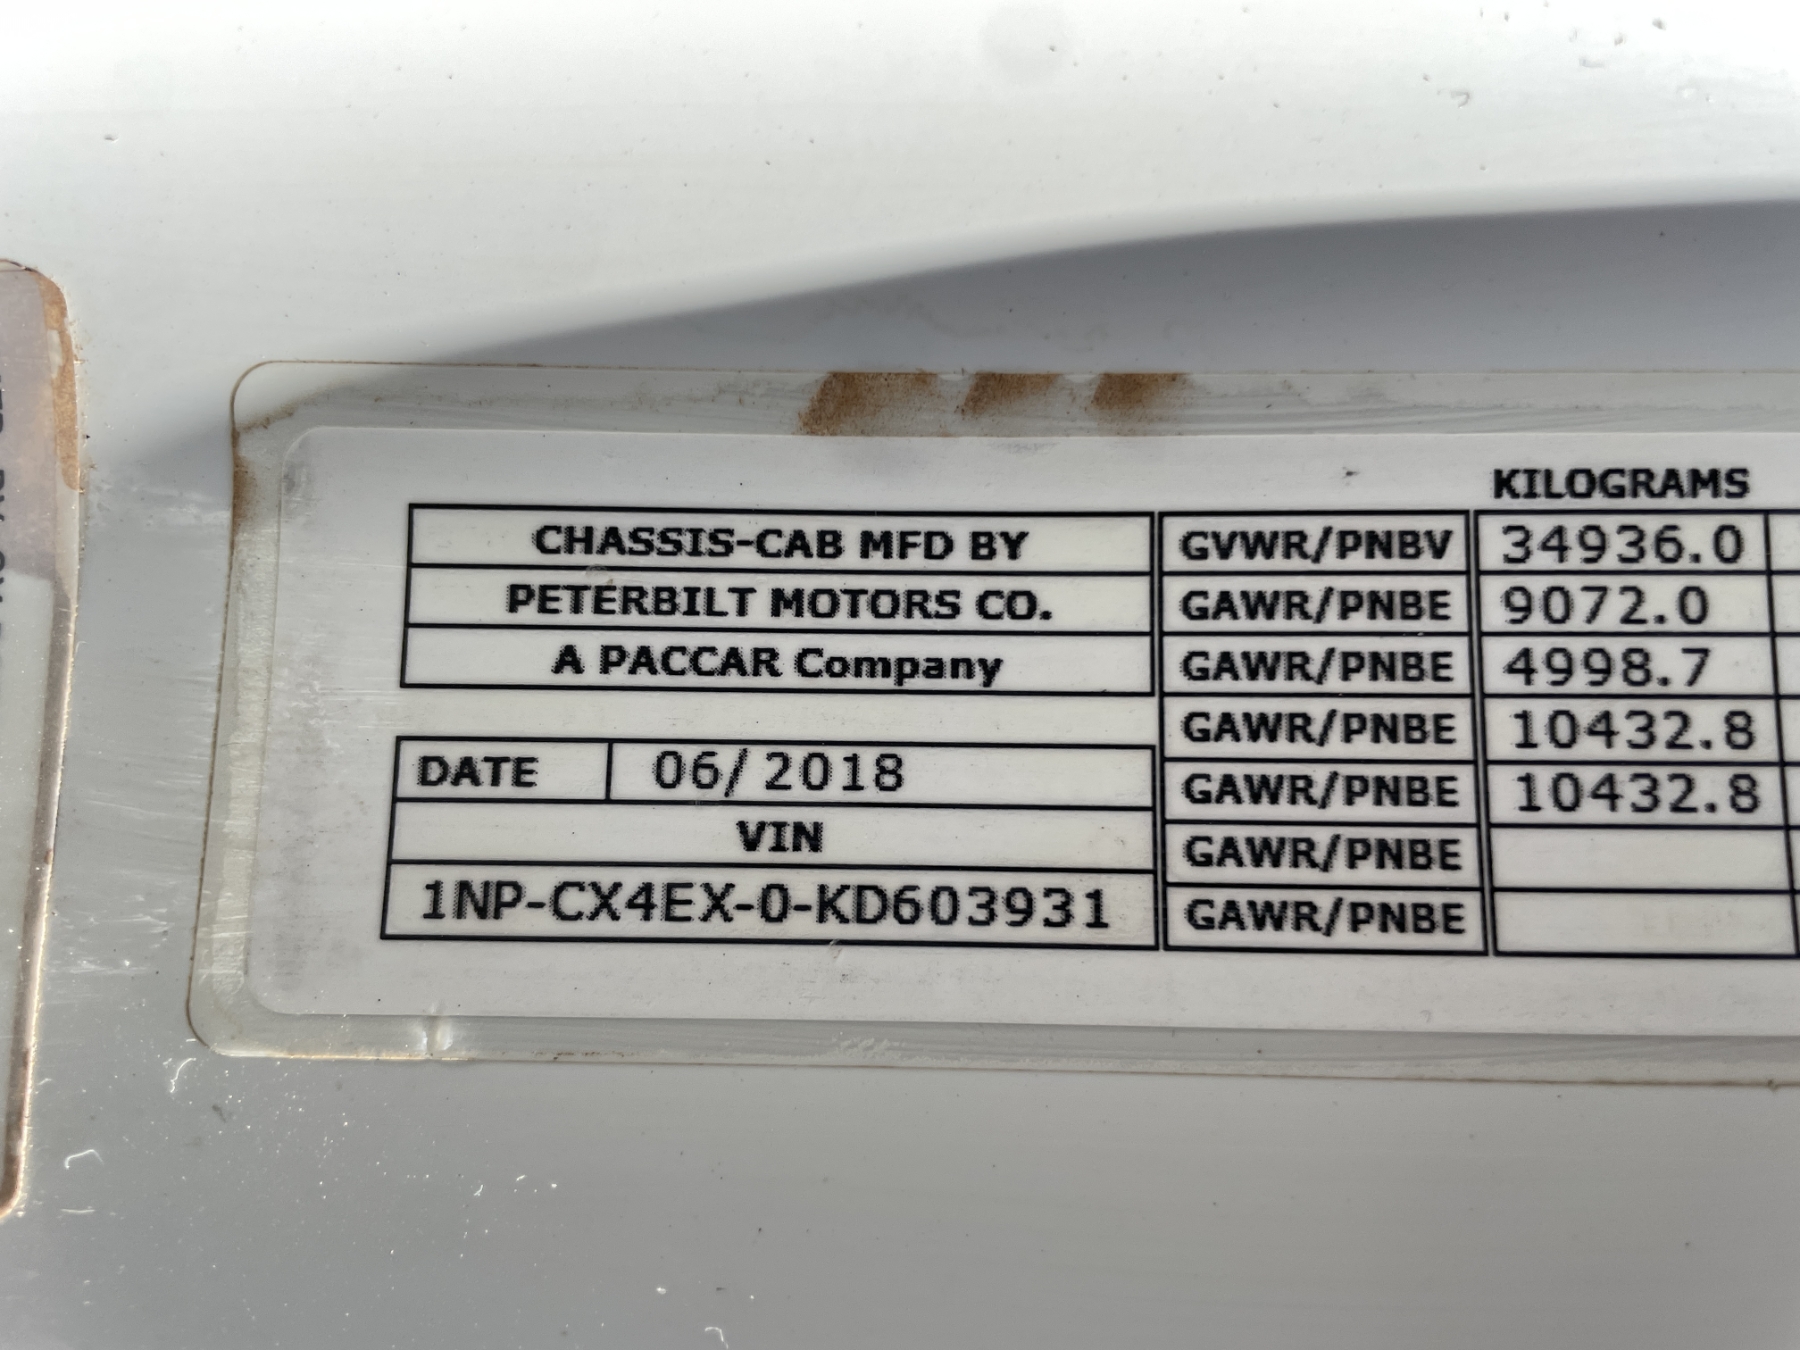 KILOGRAMS
CHASSIS-CAB MFD BY
PETERBILT MOTORS CO.
A PACCAR Company
DATE 06/ 2018
VIN
1NP-CX4EX-0-KD603931
GVWR/PNBV 34936.0
GAWR/PNBE 9072.0
GAWR/PNBE 4998.7
GAWR/PNBE 10432.8
GAWR/PNBE 10432.8
GAWR/PNBE
GAWR/PNBE